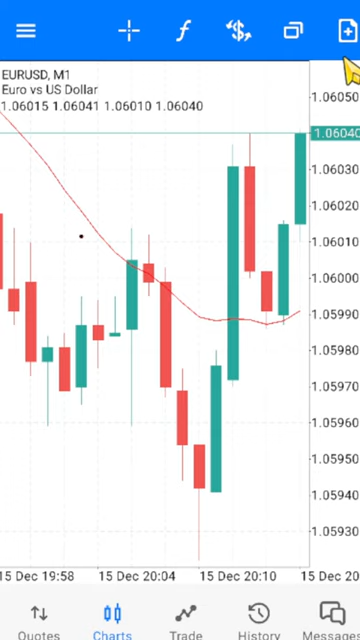 EURUSD, M1
Euro vs US Dollar
1.06015 1.06041 1.06010 1.06040
1.06050
1.06040
1.06030
1.06020
1.06010
1.06000
1.05990
1.05980
1.05970
1.05960
1.05950
1.05940
1.05930
15 Dec 19:58
15 Dec 20:04
15 Dec 20:10
15 Dec 20
Quotes
Charts
Trade
History
Messages